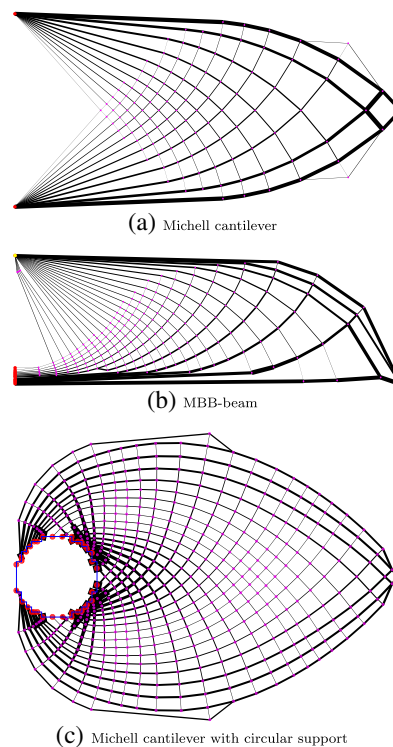 (a) Michell cantilever
(b) MBB-beam
(c) Michell cantilever with circular support